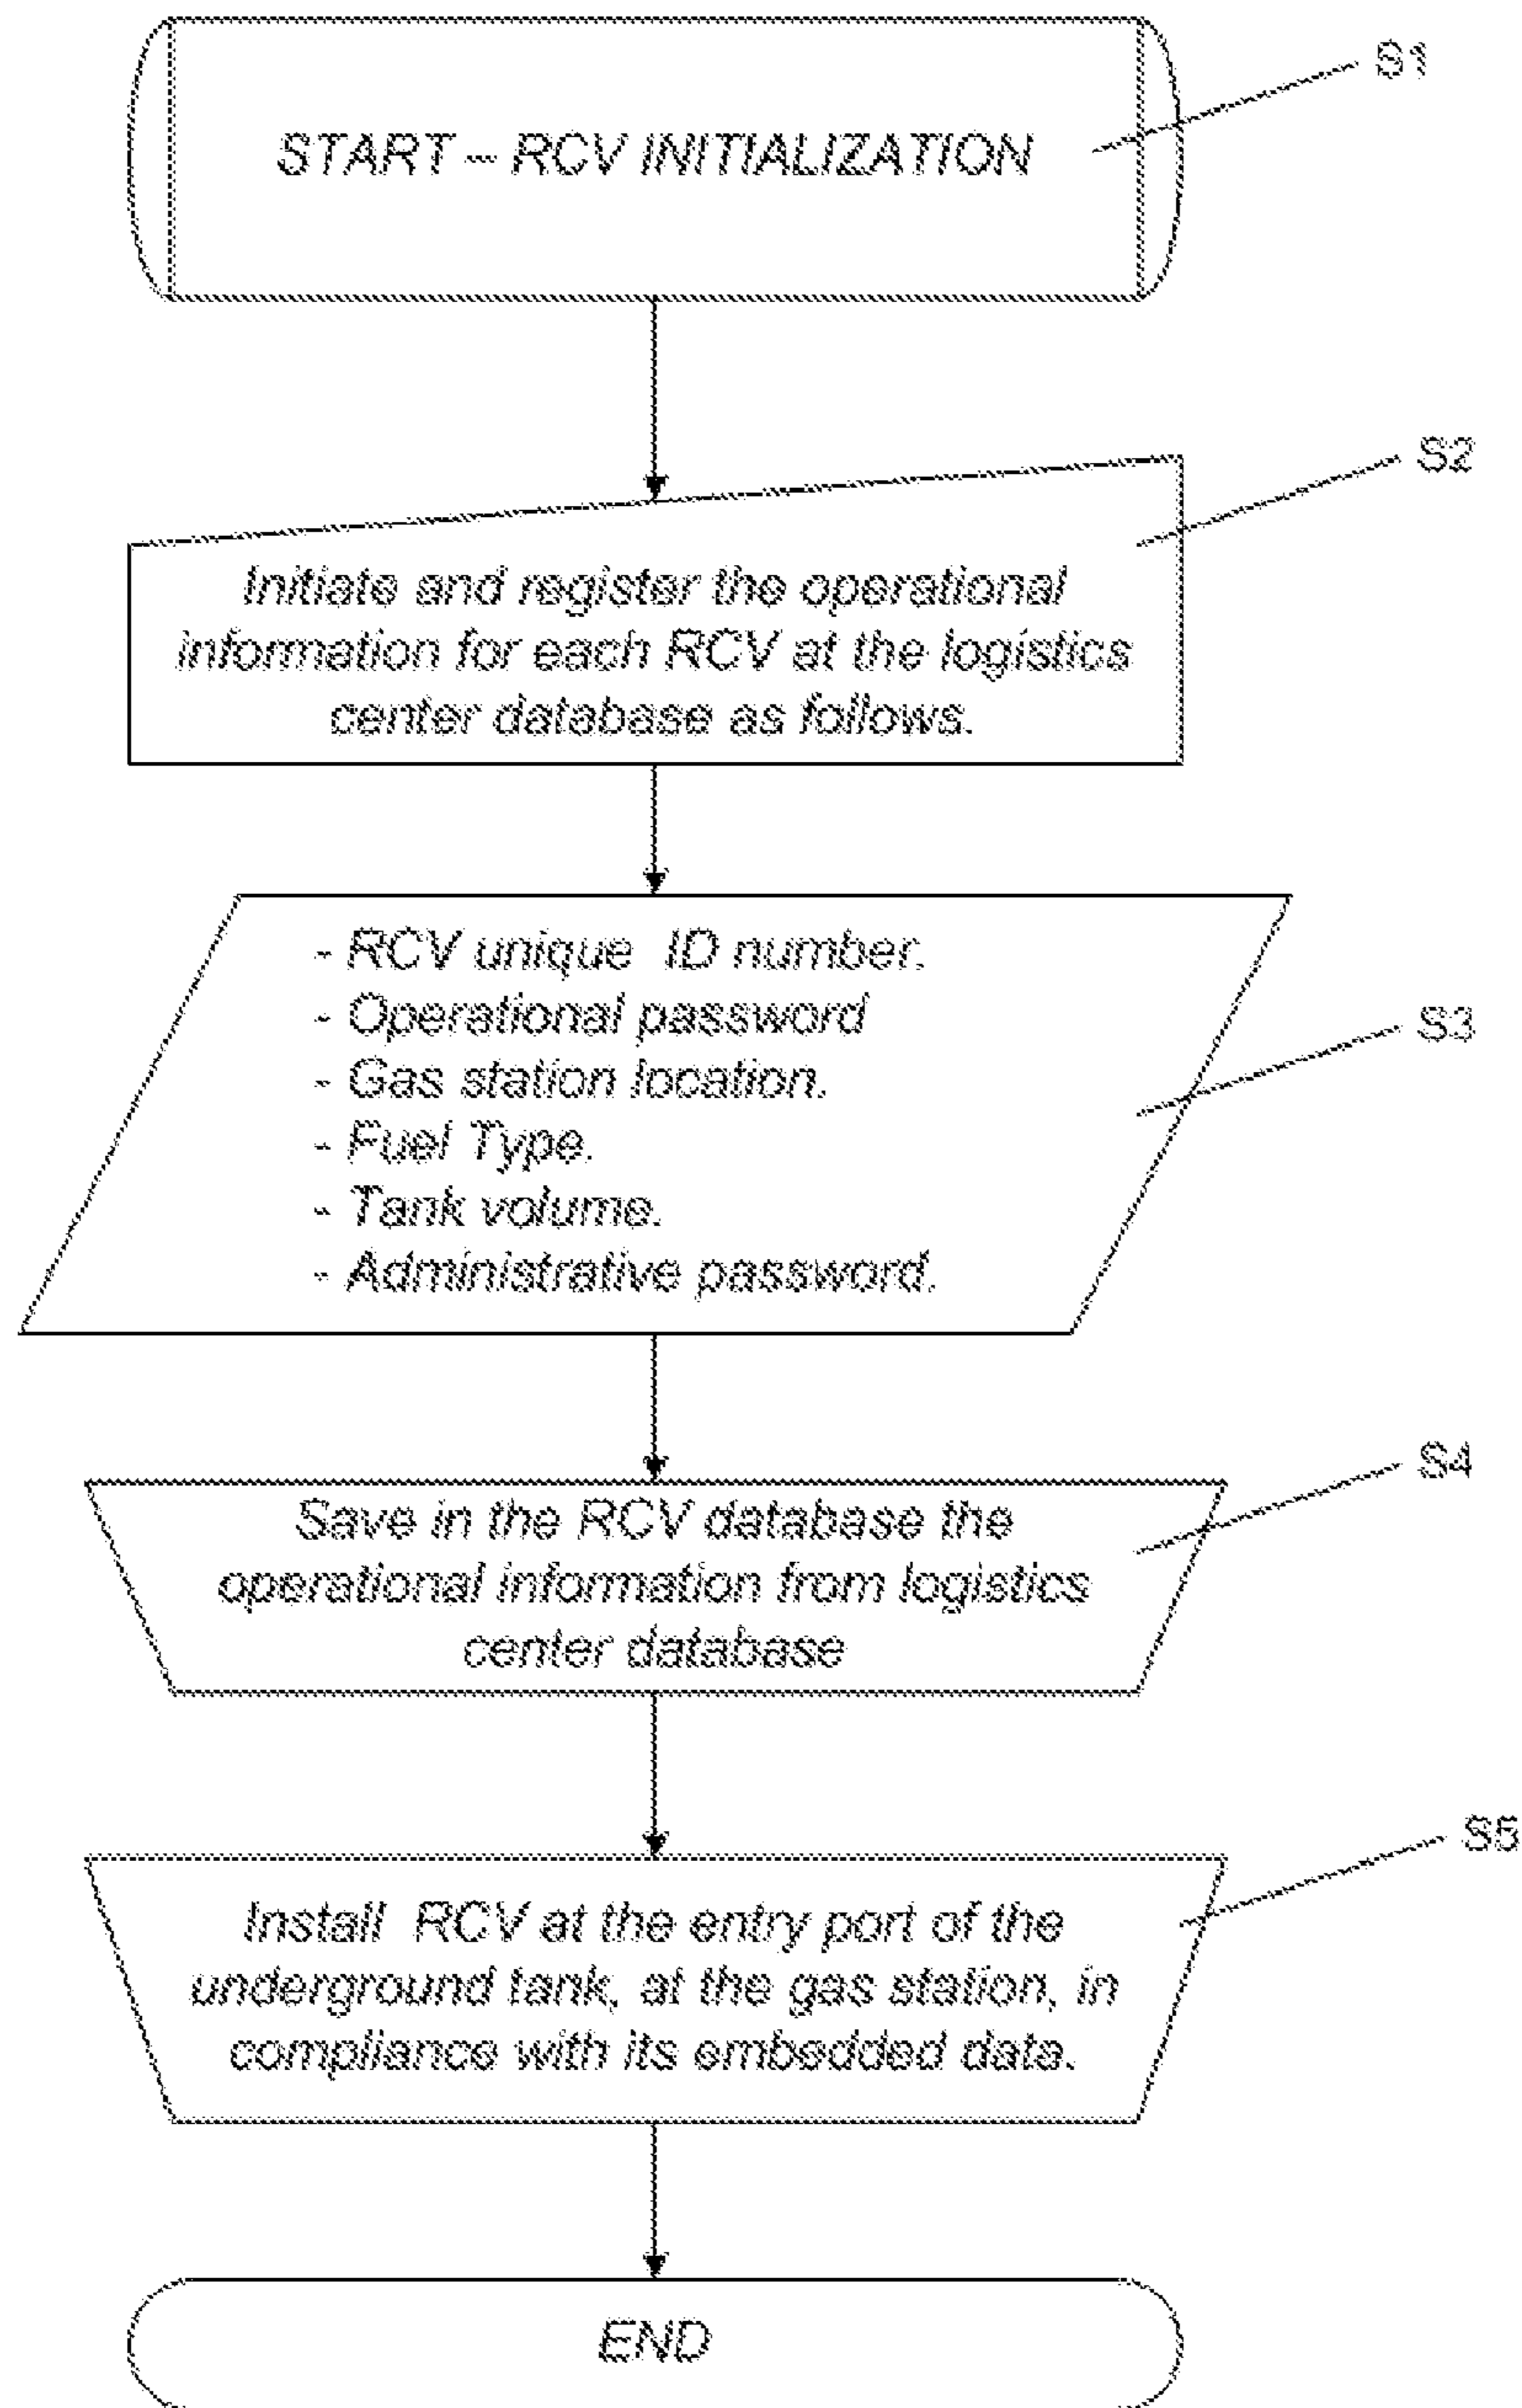 START – RCV INITIALIZATION
S1
S2
Initiate and register the operational
information for each RCV at the logistics
center database as follows.
- RCV unique ID number.
- Operational password
- Gas station location.
- Fuel Type.
- Tank volume.
- Administrative password.
S3
S4
Save in the RCV database the
operational information from logistics
center database
S5
Install RCV at the entry port of the
underground tank, at the gas station, in
compliance with its embedded data.
END